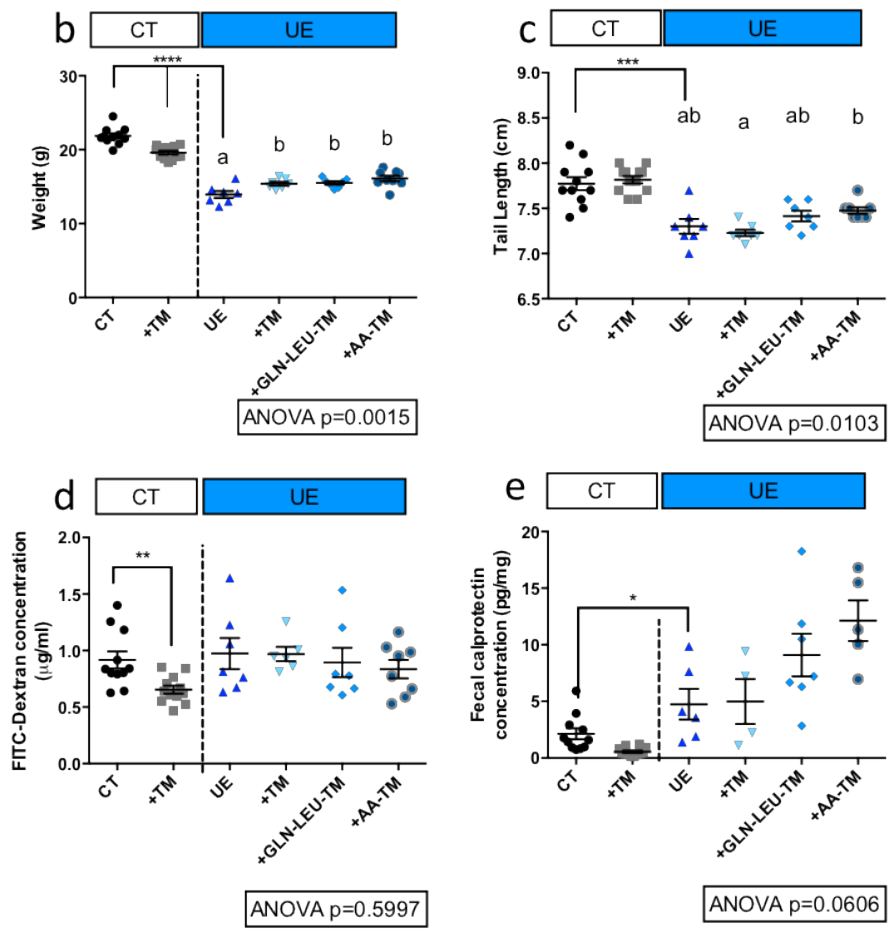 b
CT UE
****
30
20
10
0
Weight (g)
a b b b
CT +TM UE +TM +GLN-LEU-TM +AA-TM
ANOVA p=0.0015
c
CT UE
***
9.0
8.5
8.0
7.5
7.0
6.5
Tail Length (cm)
ab a ab b
CT +TM UE +TM +GLN-LEU-TM +AA-TM
ANOVA p=0.0103
d
CT UE
**
2.0
1.5
1.0
0.5
0.0
FITC-Dextran concentration
(μg/ml)
CT +TM UE +TM +GLN-LEU-TM +AA-TM
ANOVA p=0.5997
e
CT UE
*
20
15
10
5
0
Fecal calprotectin
concentration (pg/mg)
CT +TM UE +TM +GLN-LEU-TM +AA-TM
ANOVA p=0.0606